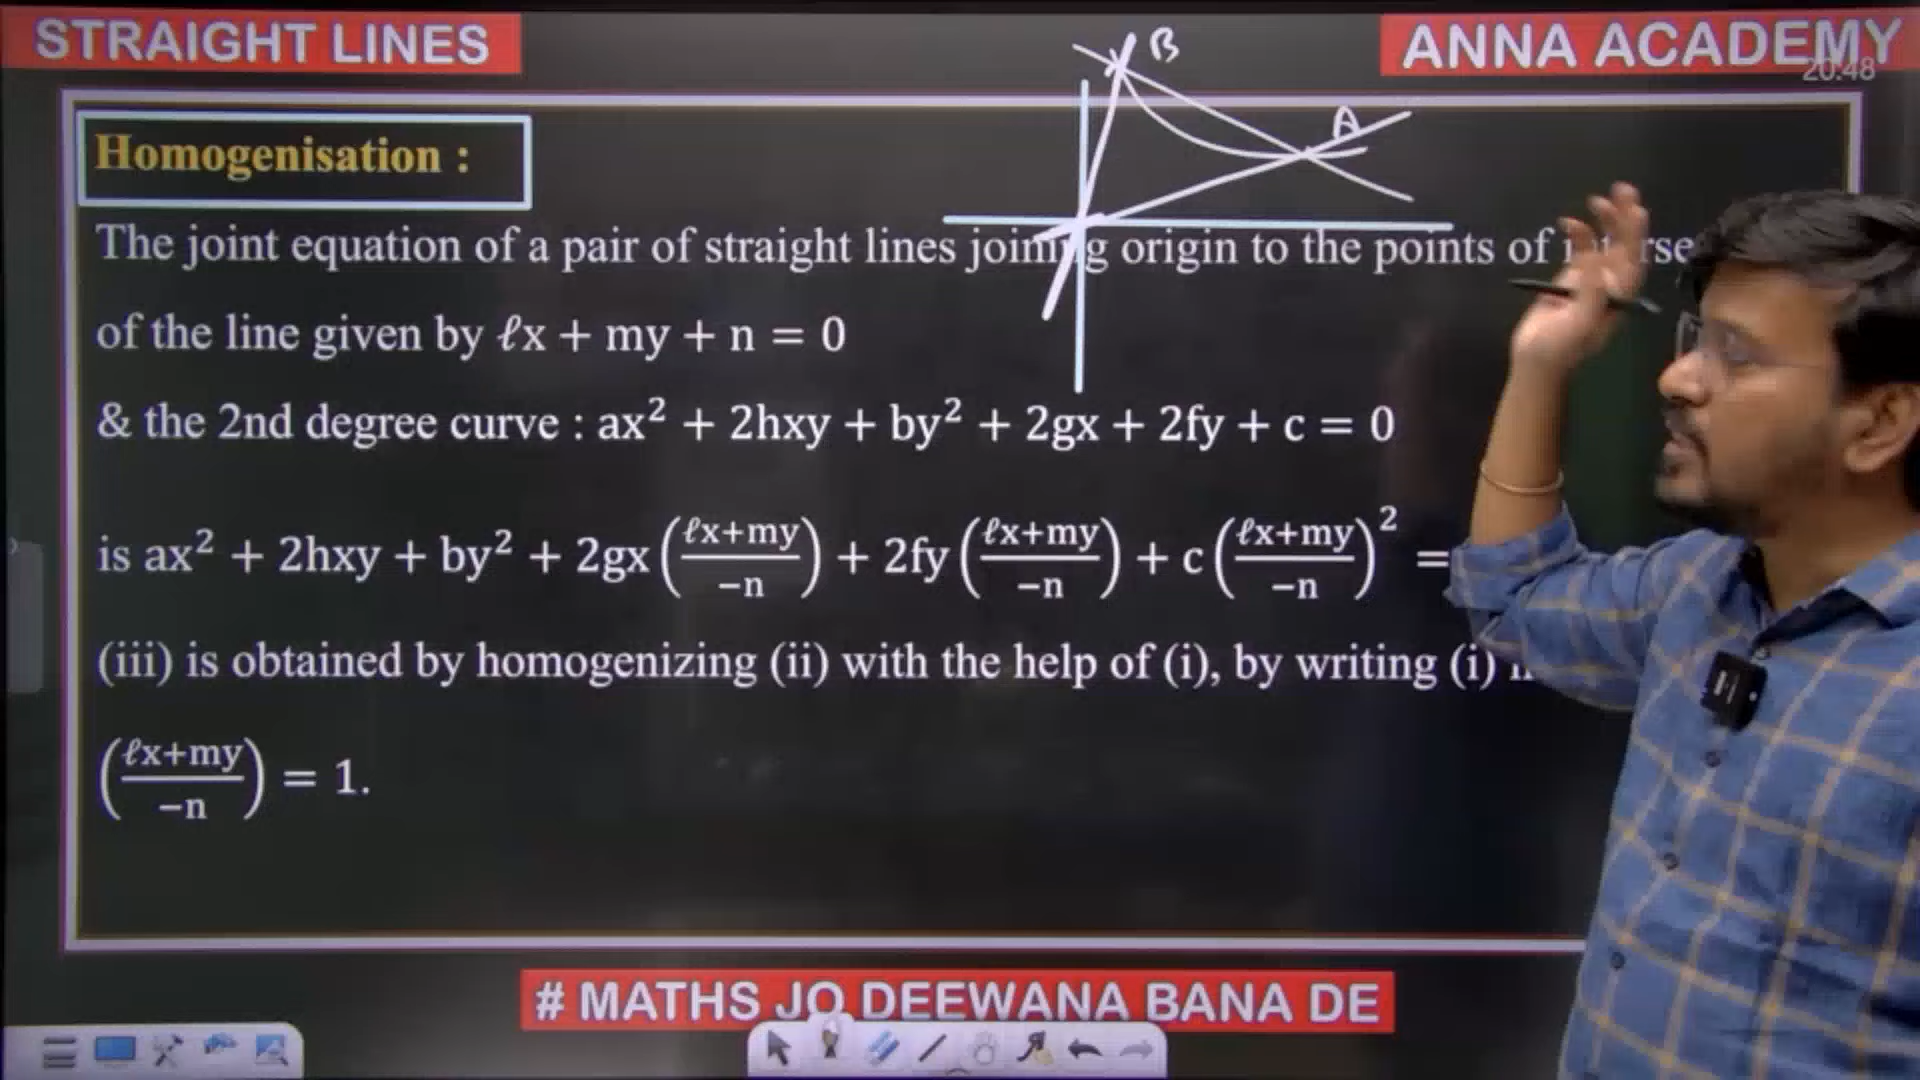 STRAIGHT LINES
ANNA ACADEMY
20:48
B
A
Homogenisation :
The joint equation of a pair of straight lines joining origin to the points of
of the line given by ℓx + my + n = 0
& the 2nd degree curve : ax² + 2hxy + by² + 2gx + 2fy + c = 0
is ax² + 2hxy + by² + 2gx ((ℓx+my)/(−n)) + 2fy ((ℓx+my)/(−n)) + c ((ℓx+my)/(−n))² =
(iii) is obtained by homogenizing (ii) with the help of (i), by writing (i)
((ℓx+my)/(−n)) = 1.
# MATHS JO DEEWANA BANA DE